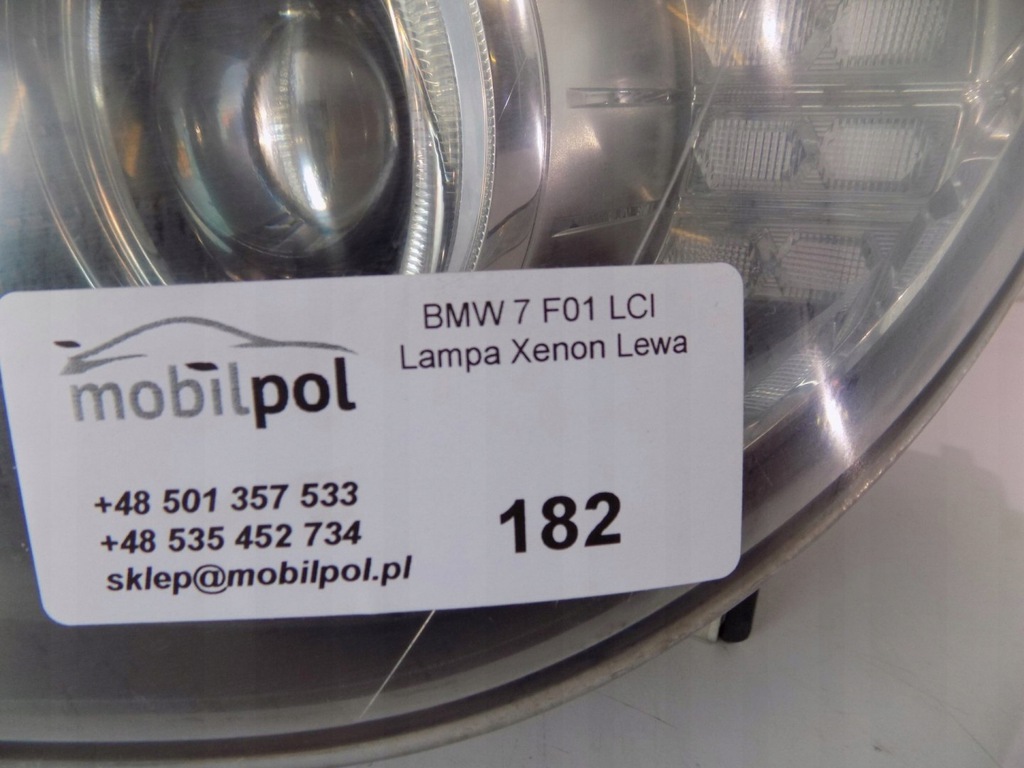 mobilpol
BMW 7 F01 LCI
Lampa Xenon Lewa
+48 501 357 533
+48 535 452 734
sklep@mobilpol.pl
182